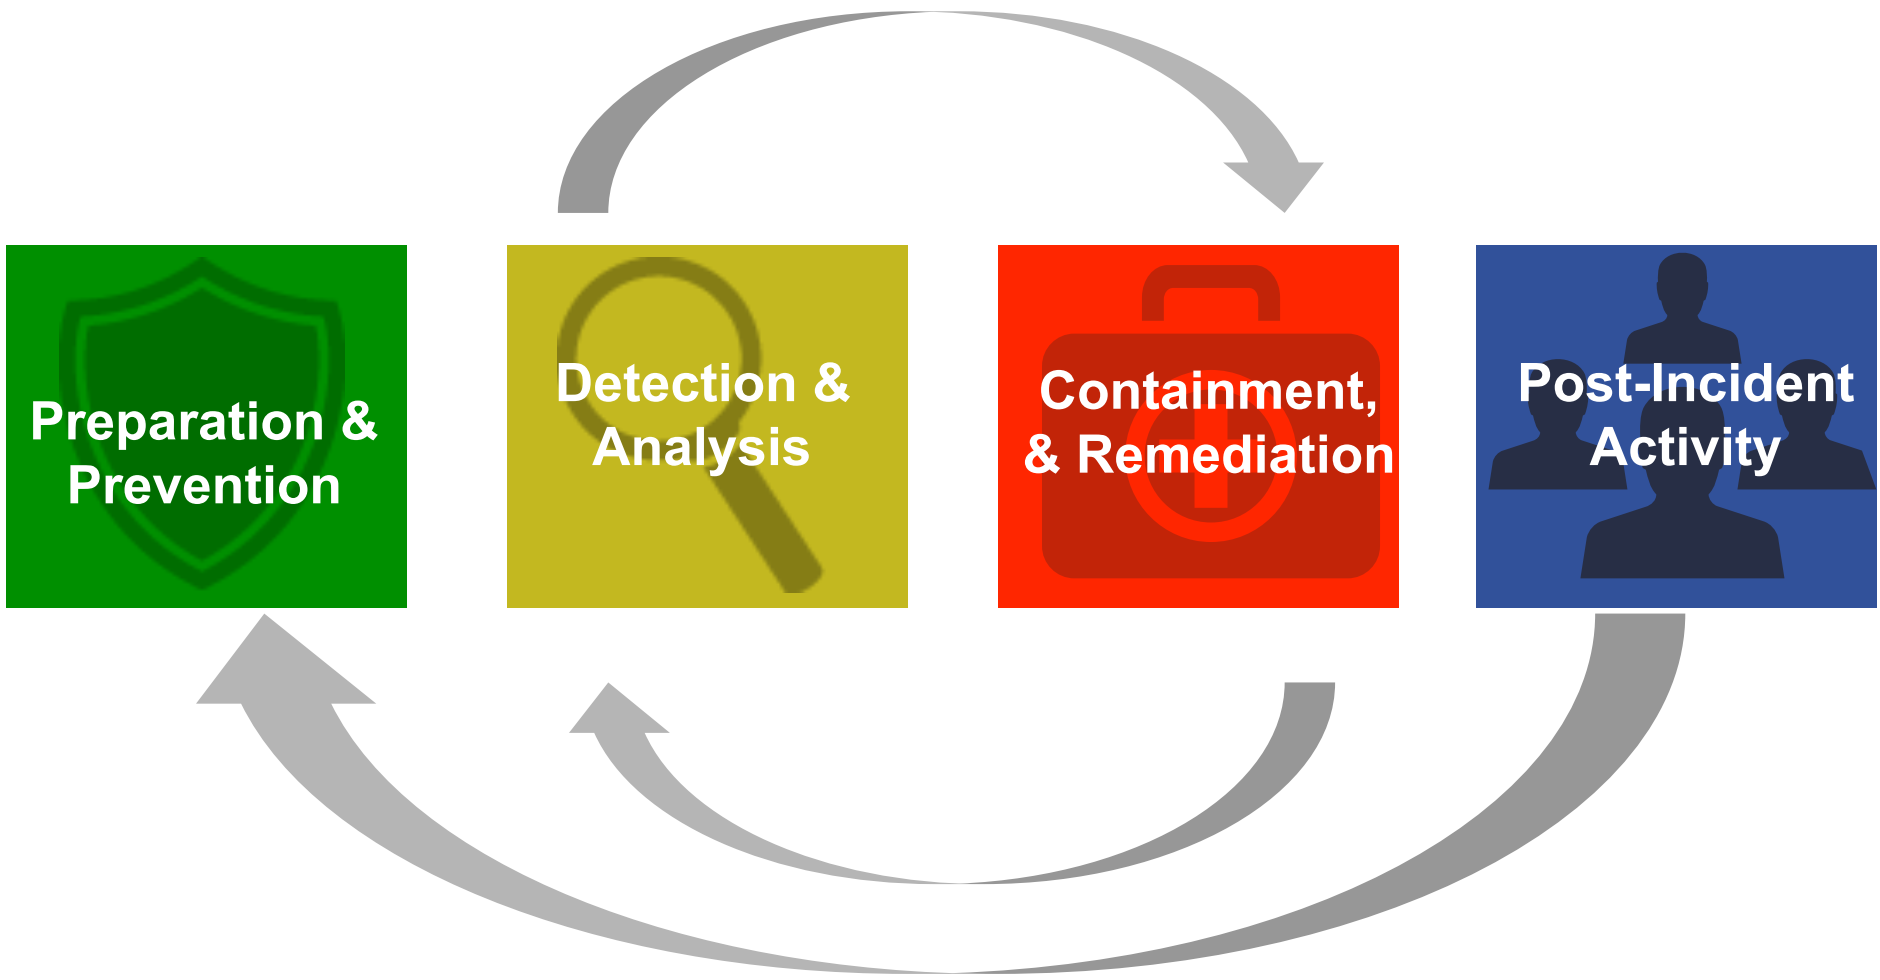 Preparation &
Prevention
Detection &
Analysis
Containment,
& Remediation
Post-Incident
Activity